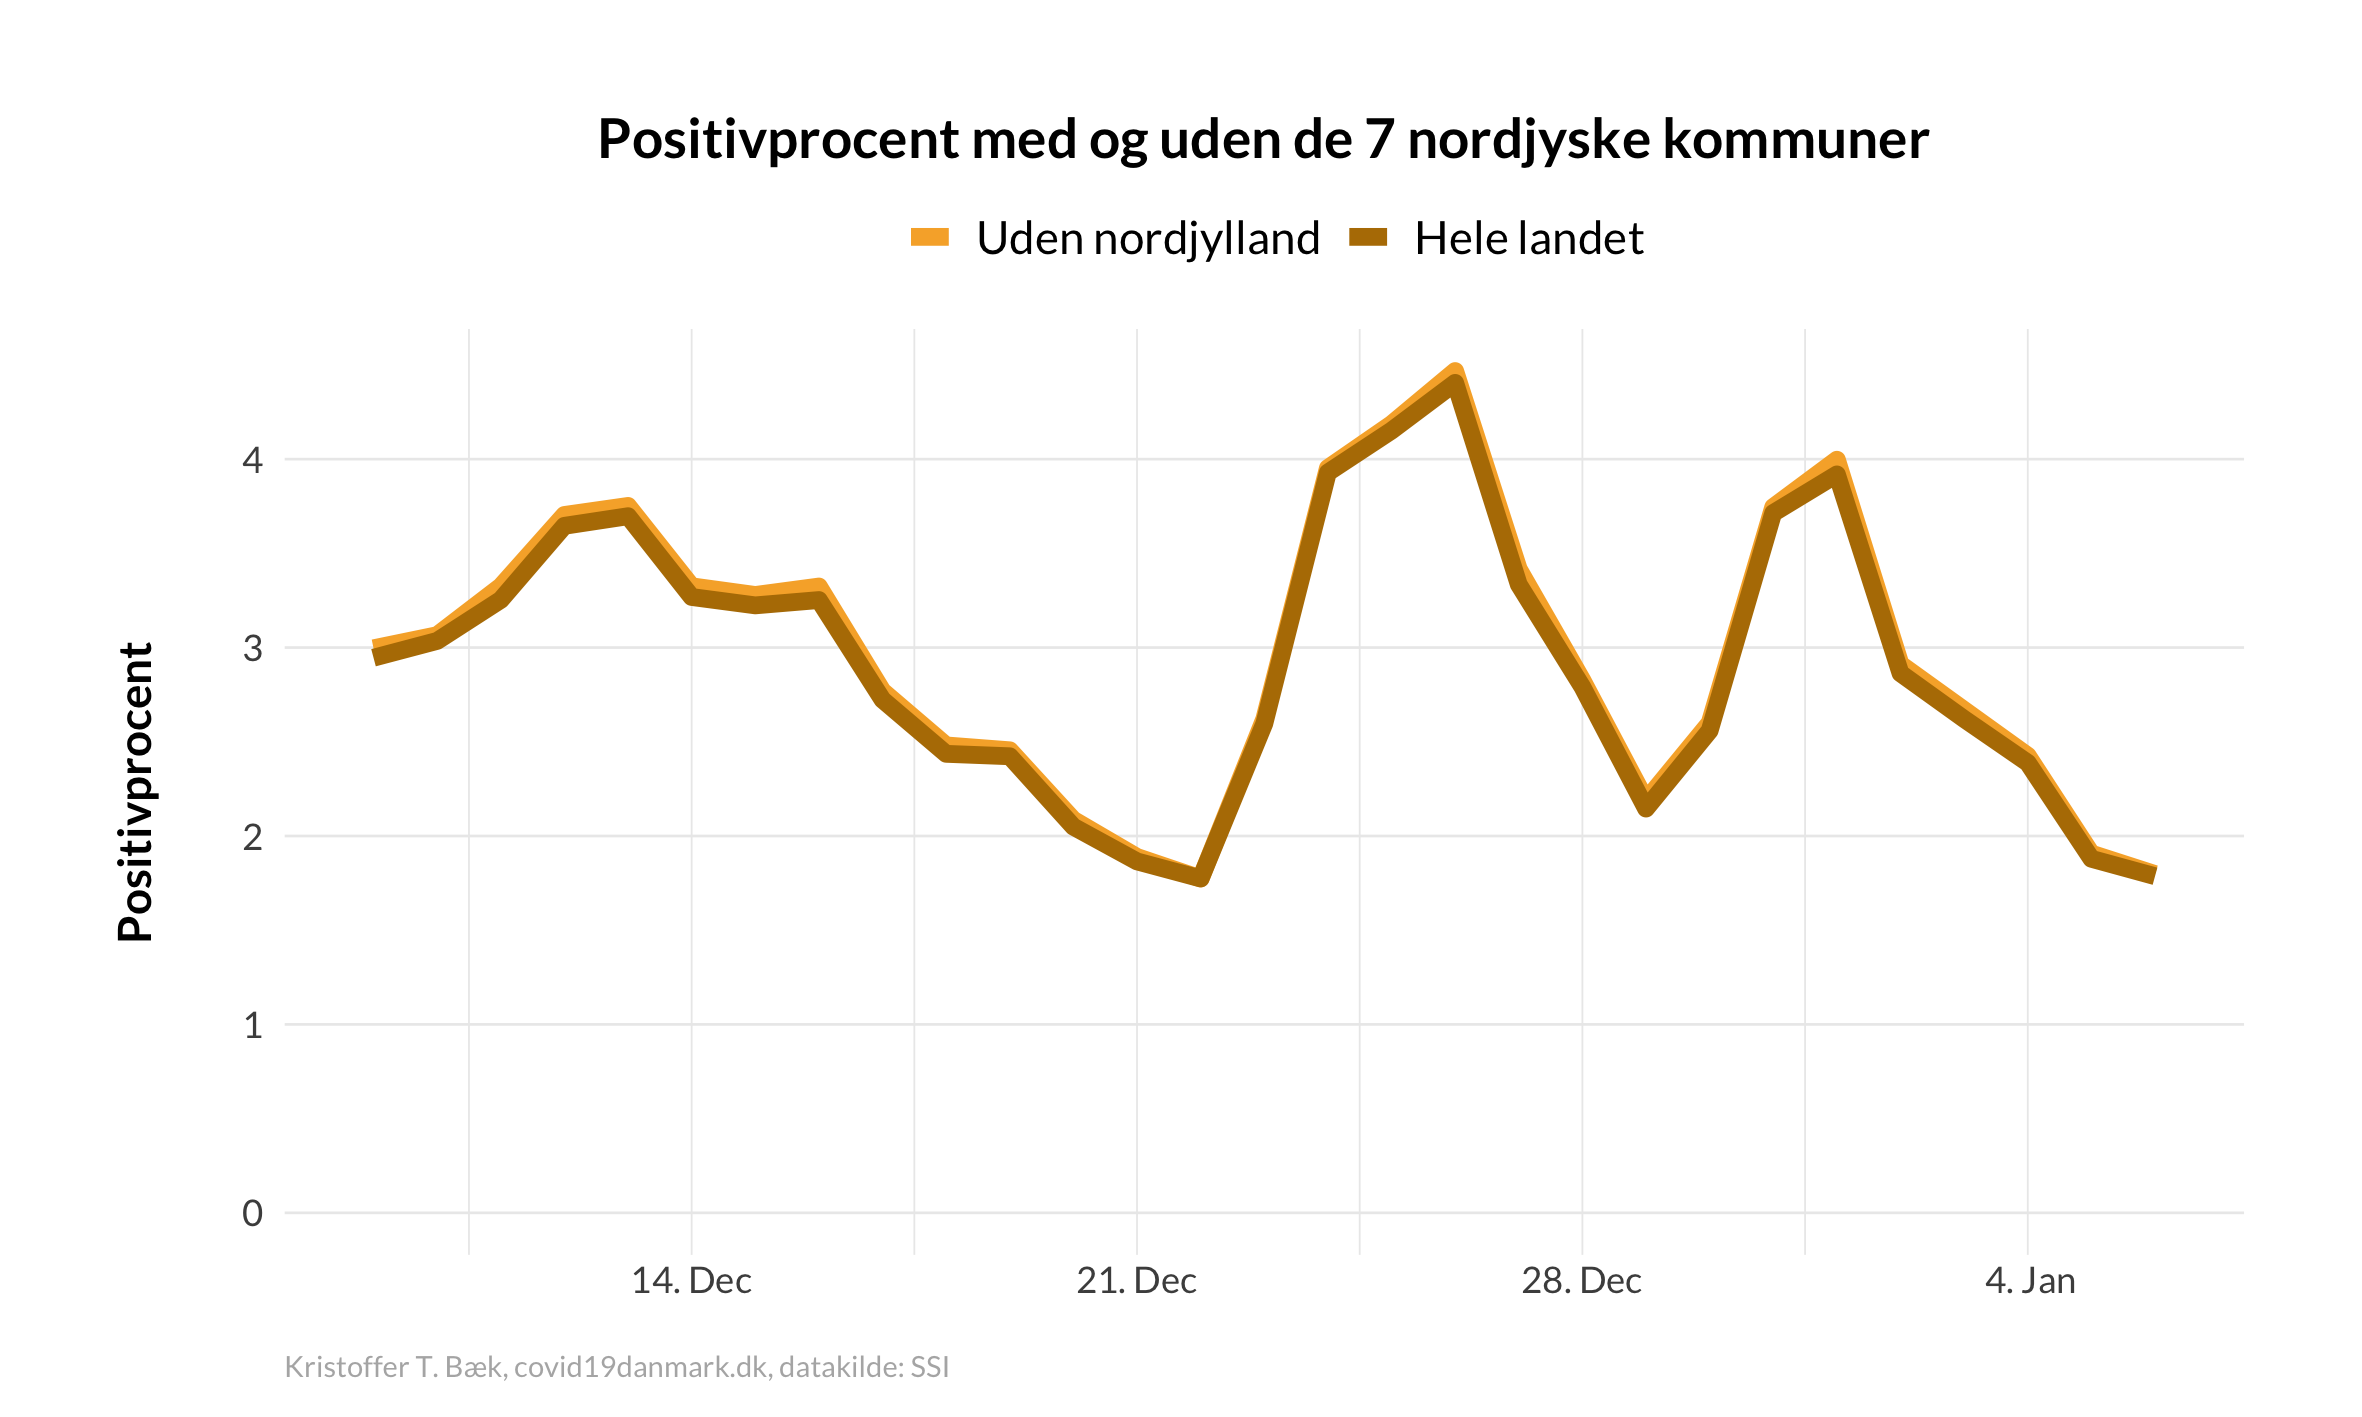 Positivprocent med og uden de 7 nordjyske kommuner
Uden nordjylland Hele landet
Positivprocent
4
3
2
1
0
14. Dec 21. Dec 28. Dec 4. Jan
Kristoffer T. Bæk, covid19danmark.dk, datakilde: SSI